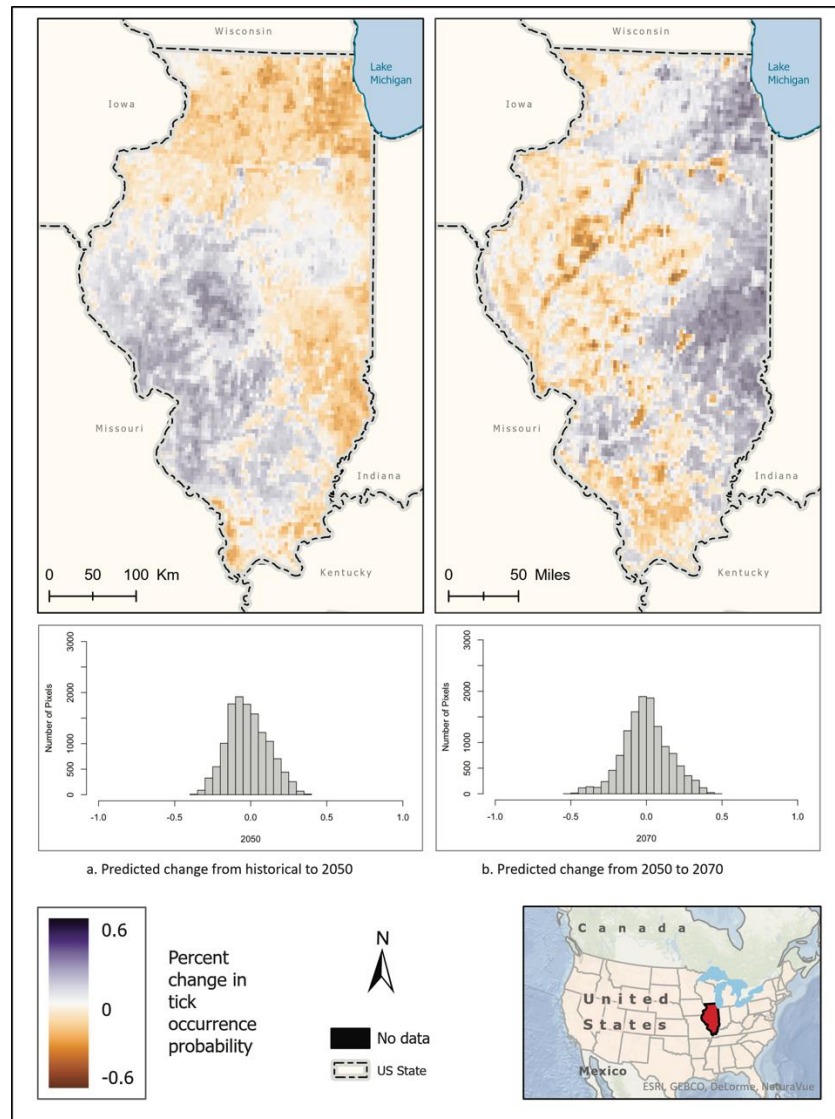 Wisconsin
Lake
Michigan
Iowa
Missouri
Indiana
Kentucky
0 50 100 Km
Wisconsin
Lake
Michigan
Iowa
Missouri
Indiana
Kentucky
0 50 Miles
Number of Pixels
3000
2000
1000
500
0
-1.0 -0.5 0.0 0.5 1.0
2050
Number of Pixels
3000
2000
1000
500
0
-1.0 -0.5 0.0 0.5 1.0
2070
a. Predicted change from historical to 2050
b. Predicted change from 2050 to 2070
0.6
0
-0.6
Percent
change in
tick
occurrence
probability
N
No data
US State
Canada
United
States
Mexico
ESRI, GEBCO, DeLorme, NaturaVue